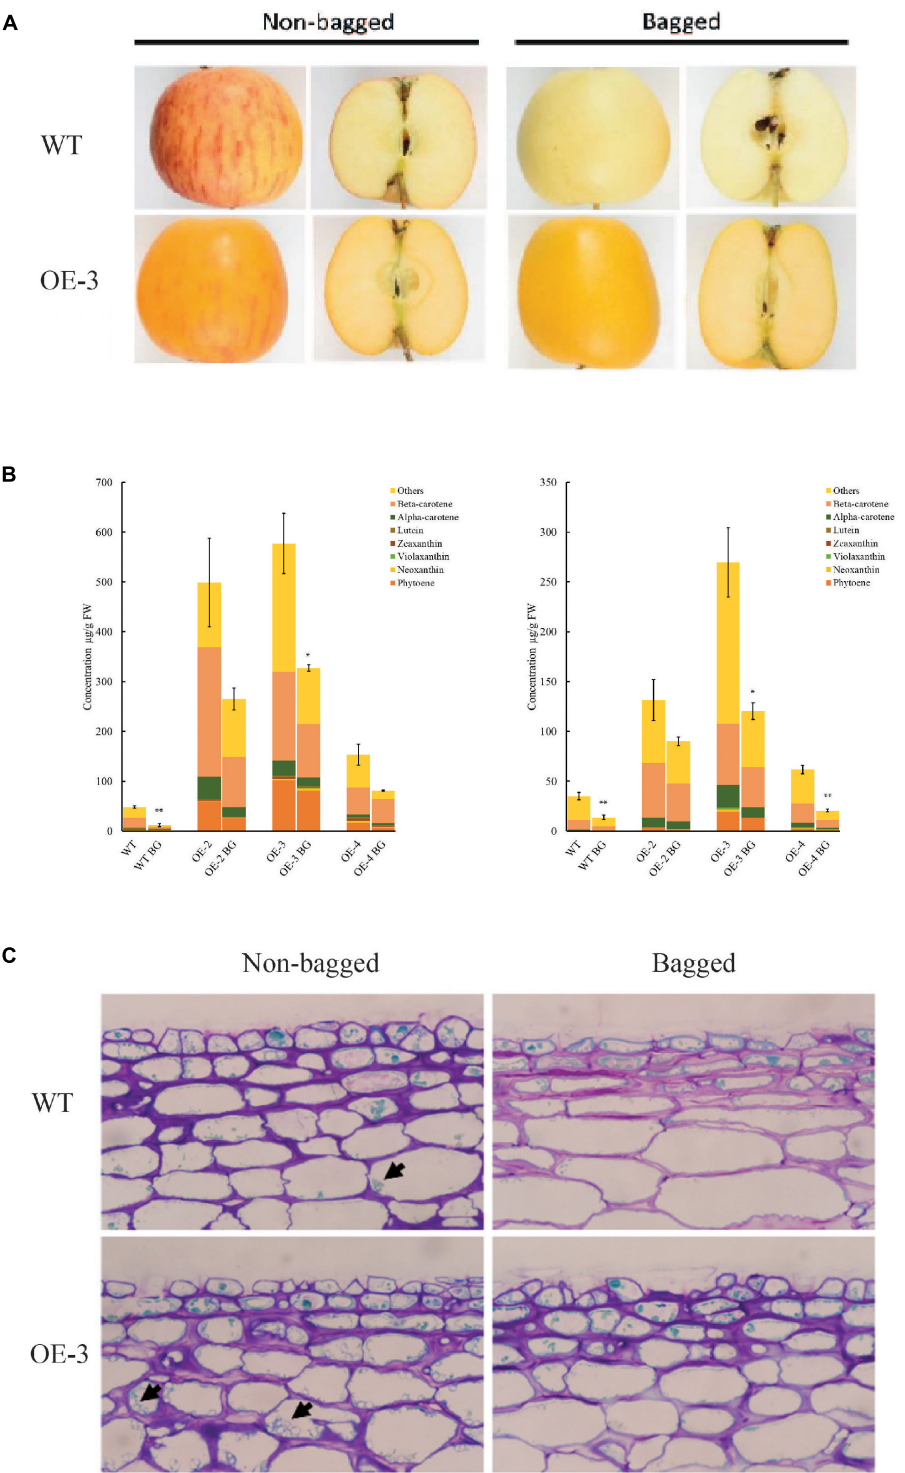 A
Non-bagged
Bagged
WT
OE-3
B
700
600
500
400
300
200
100
0
Concentration µg/g FW
Others
Beta-carotene
Alpha-carotene
Lutein
Zeaxanthin
Violaxanthin
Neoxanthin
Phytoene
*
**
WT
WT BG
OE-2
OE-2 BG
OE-3
OE-3 BG
OE-4
OE-4 BG
350
300
250
200
150
100
50
0
Concentration µg/g FW
Others
Beta-carotene
Alpha-carotene
Lutein
Zeaxanthin
Violaxanthin
Neoxanthin
Phytoene
*
**
**
WT
WT BG
OE-2
OE-2 BG
OE-3
OE-3 BG
OE-4
OE-4 BG
C
Non-bagged
Bagged
WT
OE-3